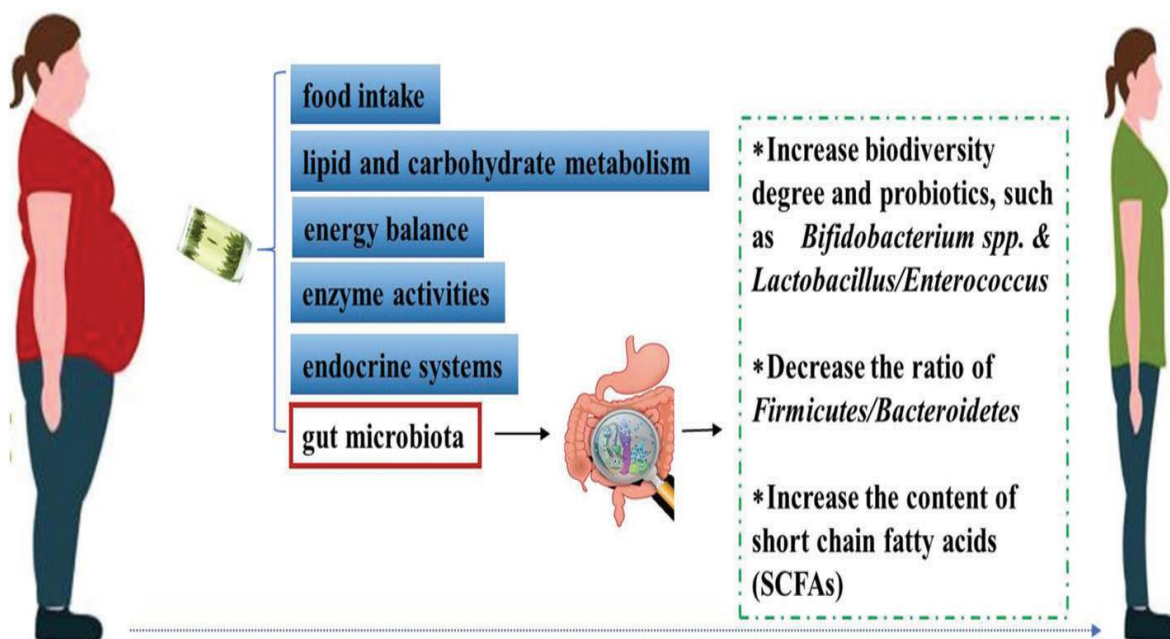 food intake
lipid and carbohydrate metabolism
energy balance
enzyme activities
endocrine systems
gut microbiota
*Increase biodiversity
degree and probiotics, such
as Bifidobacterium spp. &
Lactobacillus/Enterococcus
*Decrease the ratio of
Firmicutes/Bacteroidetes
*Increase the content of
short chain fatty acids
(SCFAs)